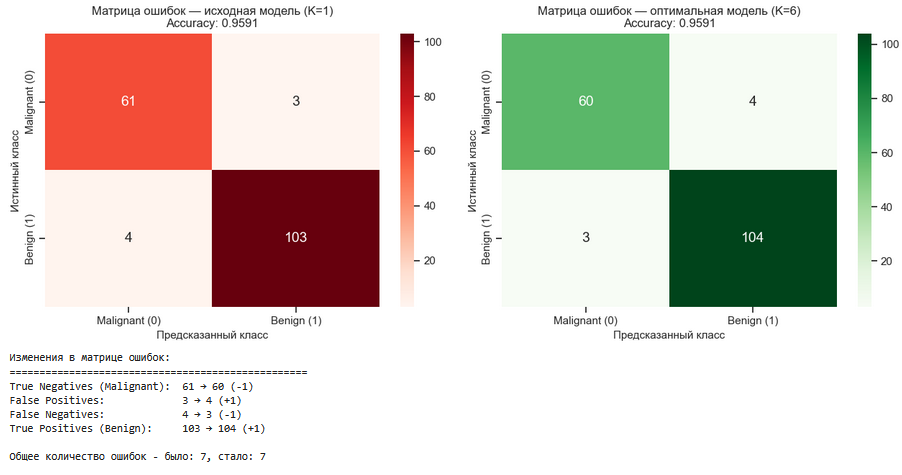 Матрица ошибок — исходная модель (K=1)
Accuracy: 0.9591
Malignant (0)
Benign (1)
Истинный класс
61
3
4
103
Malignant (0)
Benign (1)
Предсказанный класс
100
80
60
40
20
Матрица ошибок — оптимальная модель (K=6)
Accuracy: 0.9591
Malignant (0)
Benign (1)
Истинный класс
60
4
3
104
Malignant (0)
Benign (1)
Предсказанный класс
100
80
60
40
20
Изменения в матрице ошибок:
==================================================
True Negatives (Malignant): 61 → 60 (-1)
False Positives: 3 → 4 (+1)
False Negatives: 4 → 3 (-1)
True Positives (Benign): 103 → 104 (+1)
Общее количество ошибок - было: 7, стало: 7